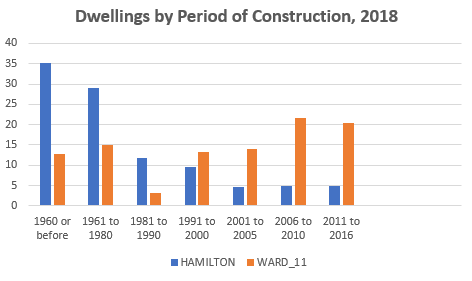 Dwellings by Period of Construction, 2018
40
35
30
25
20
15
10
5
0
1960 or before
1961 to 1980
1981 to 1990
1991 to 2000
2001 to 2005
2006 to 2010
2011 to 2016
HAMILTON WARD_11